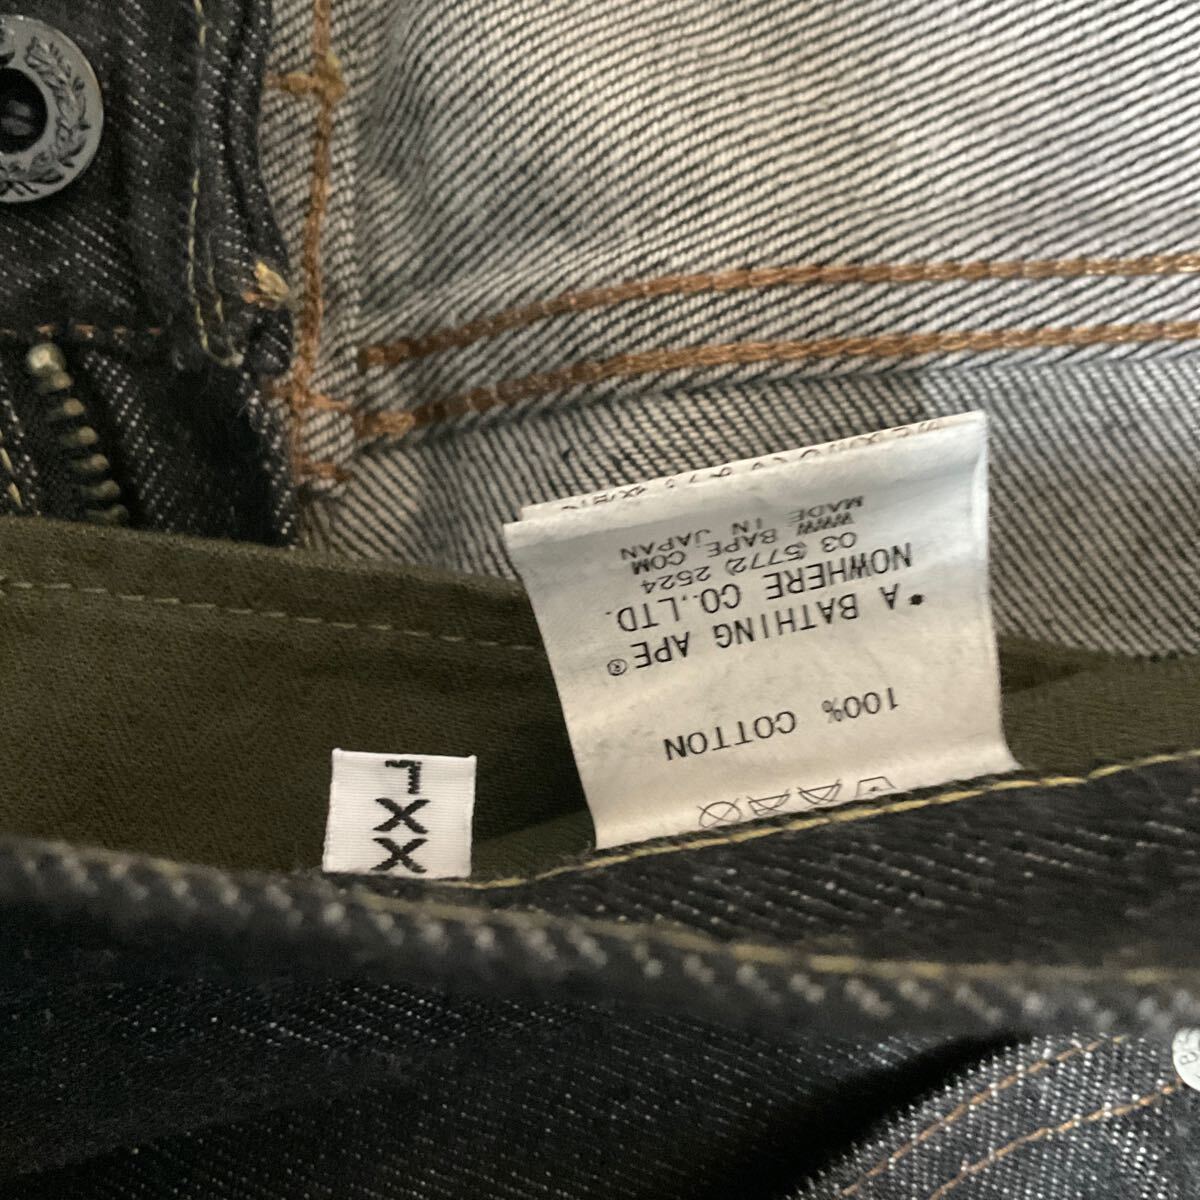 100% COTTON
* A BATHING APE®
NOWHERE CO.,LTD.
03 (5772) 2524
WWW BAPE.COM
MADE IN JAPAN
XXL